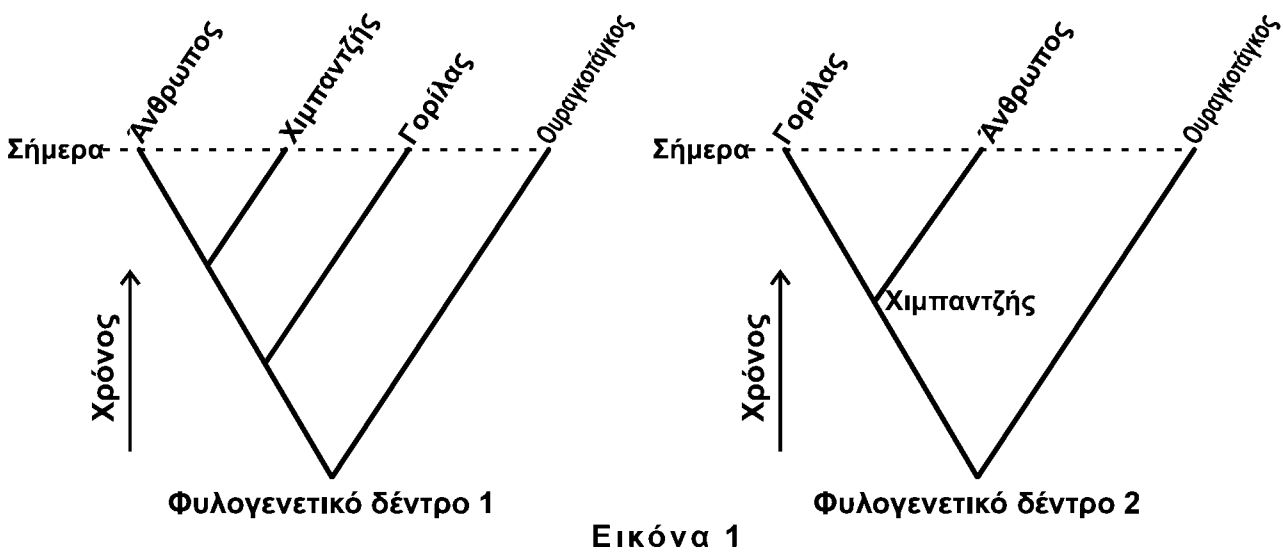 Άνθρωπος
Χιμπαντζής
Γορίλας
Ουραγκοτάγκος
Σήμερα
Χρόνος
Φυλογενετικό δέντρο 1
Γορίλας
Άνθρωπος
Ουραγκοτάγκος
Σήμερα
Χιμπαντζής
Χρόνος
Φυλογενετικό δέντρο 2
Εικόνα 1